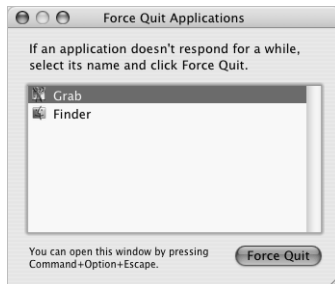 Force Quit Applications
If an application doesn't respond for a while,
select its name and click Force Quit.
Grab
Finder
You can open this window by pressing
Command+Option+Escape.
Force Quit